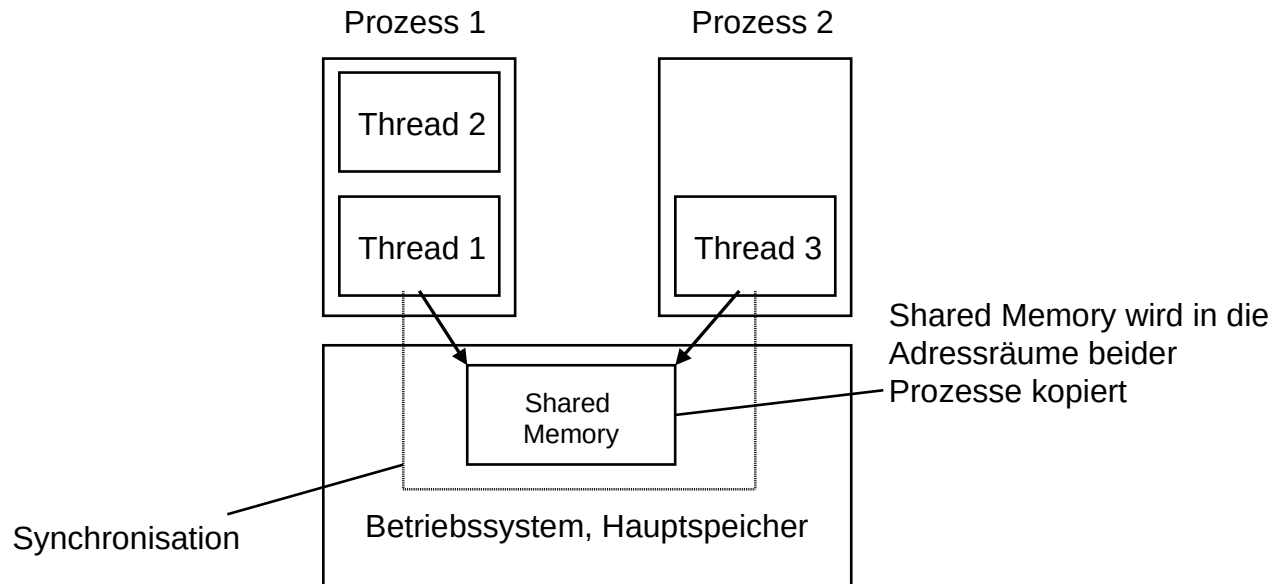 Prozess 1
Prozess 2
Thread 2
Thread 1
Thread 3
Shared Memory wird in die
Adressräume beider
Prozesse kopiert
Shared
Memory
Betriebssystem, Hauptspeicher
Synchronisation